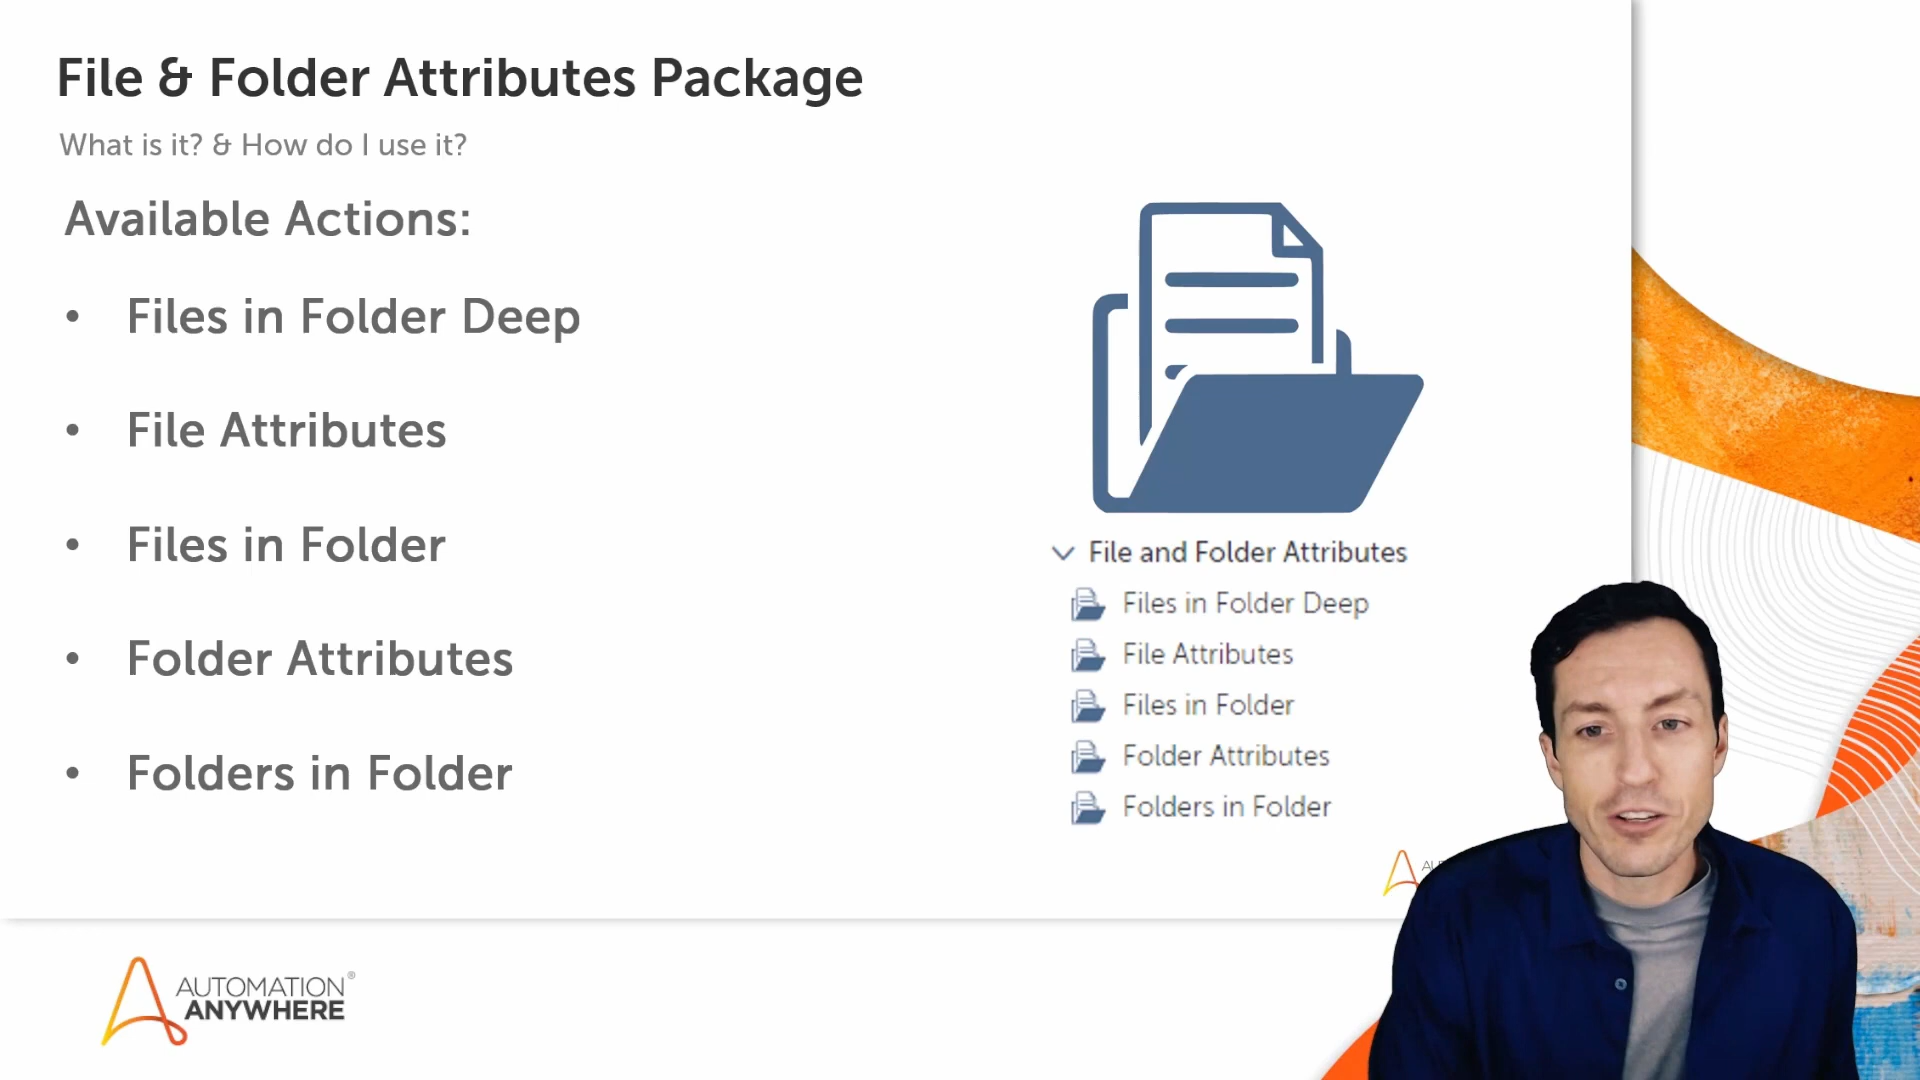 File & Folder Attributes Package
What is it? & How do I use it?
Available Actions:
• Files in Folder Deep
• File Attributes
• Files in Folder
• Folder Attributes
• Folders in Folder
File and Folder Attributes
Files in Folder Deep
File Attributes
Files in Folder
Folder Attributes
Folders in Folder
AUTOMATION®
ANYWHERE